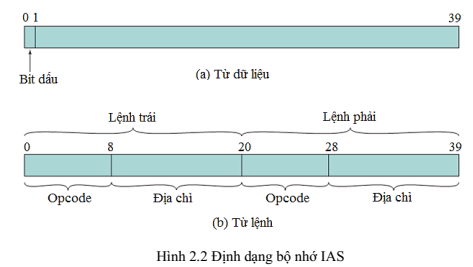 0 1 39
Bit dấu
(a) Từ dữ liệu
Lệnh trái Lệnh phải
0 8 20 28 39
Opcode Địa chỉ Opcode Địa chỉ
(b) Từ lệnh
Hình 2.2 Định dạng bộ nhớ IAS